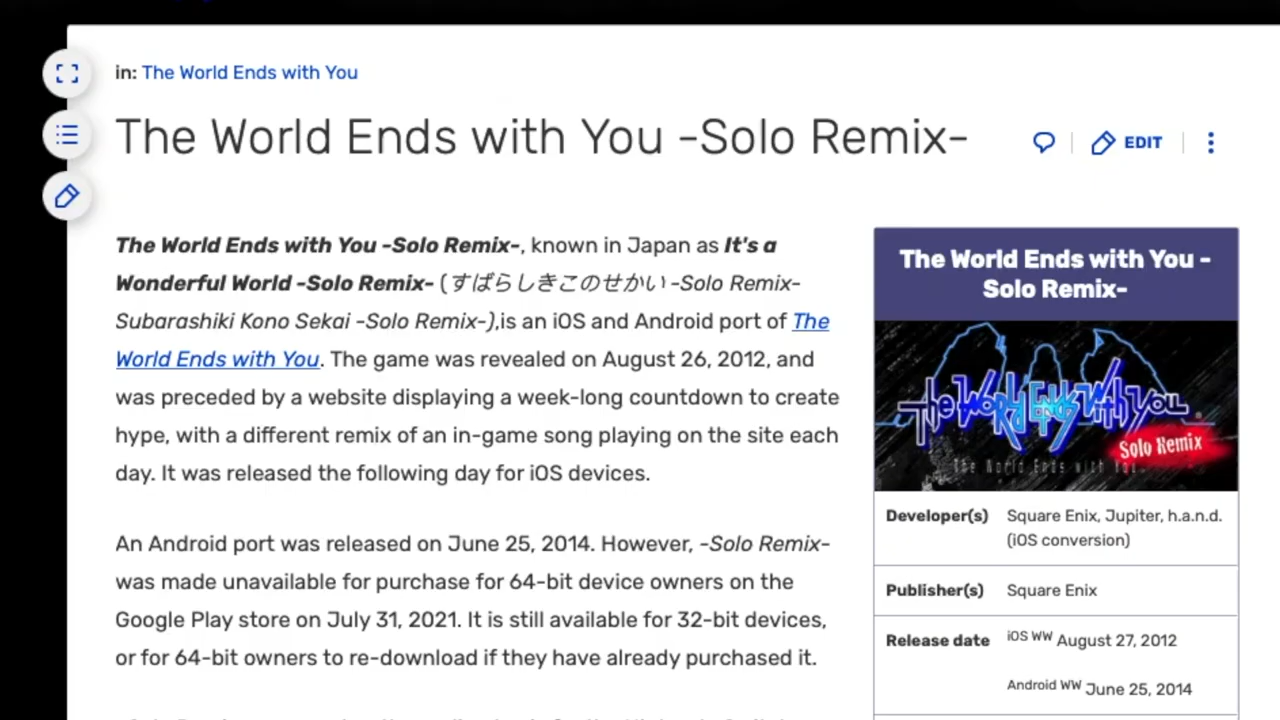 in: The World Ends with You
The World Ends with You -Solo Remix-
EDIT
The World Ends with You -Solo Remix-, known in Japan as It's a
Wonderful World -Solo Remix- (すばらしきこのせかい -Solo Remix-
Subarashiki Kono Sekai -Solo Remix-),is an iOS and Android port of The
World Ends with You. The game was revealed on August 26, 2012, and
was preceded by a website displaying a week-long countdown to create
hype, with a different remix of an in-game song playing on the site each
day. It was released the following day for iOS devices.
An Android port was released on June 25, 2014. However, -Solo Remix-
was made unavailable for purchase for 64-bit device owners on the
Google Play store on July 31, 2021. It is still available for 32-bit devices,
or for 64-bit owners to re-download if they have already purchased it.
The World Ends with You -
Solo Remix-
The World Ends with You
Solo Remix
The World Ends with You
Developer(s) Square Enix, Jupiter, h.a.n.d.
(iOS conversion)
Publisher(s) Square Enix
Release date iOS WW August 27, 2012
Android WW June 25, 2014